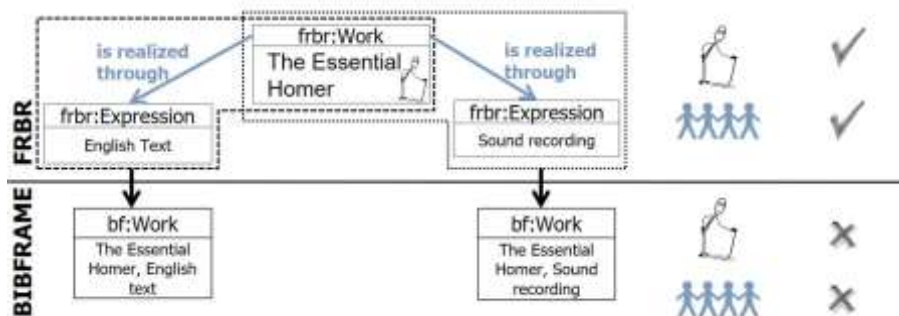 FRBR
frbr:Work
The Essential
Homer
is realized
through
is realized
through
frbr:Expression
English Text
frbr:Expression
Sound recording
BIBFRAME
bf:Work
The Essential
Homer, English
text
bf:Work
The Essential
Homer, Sound
recording